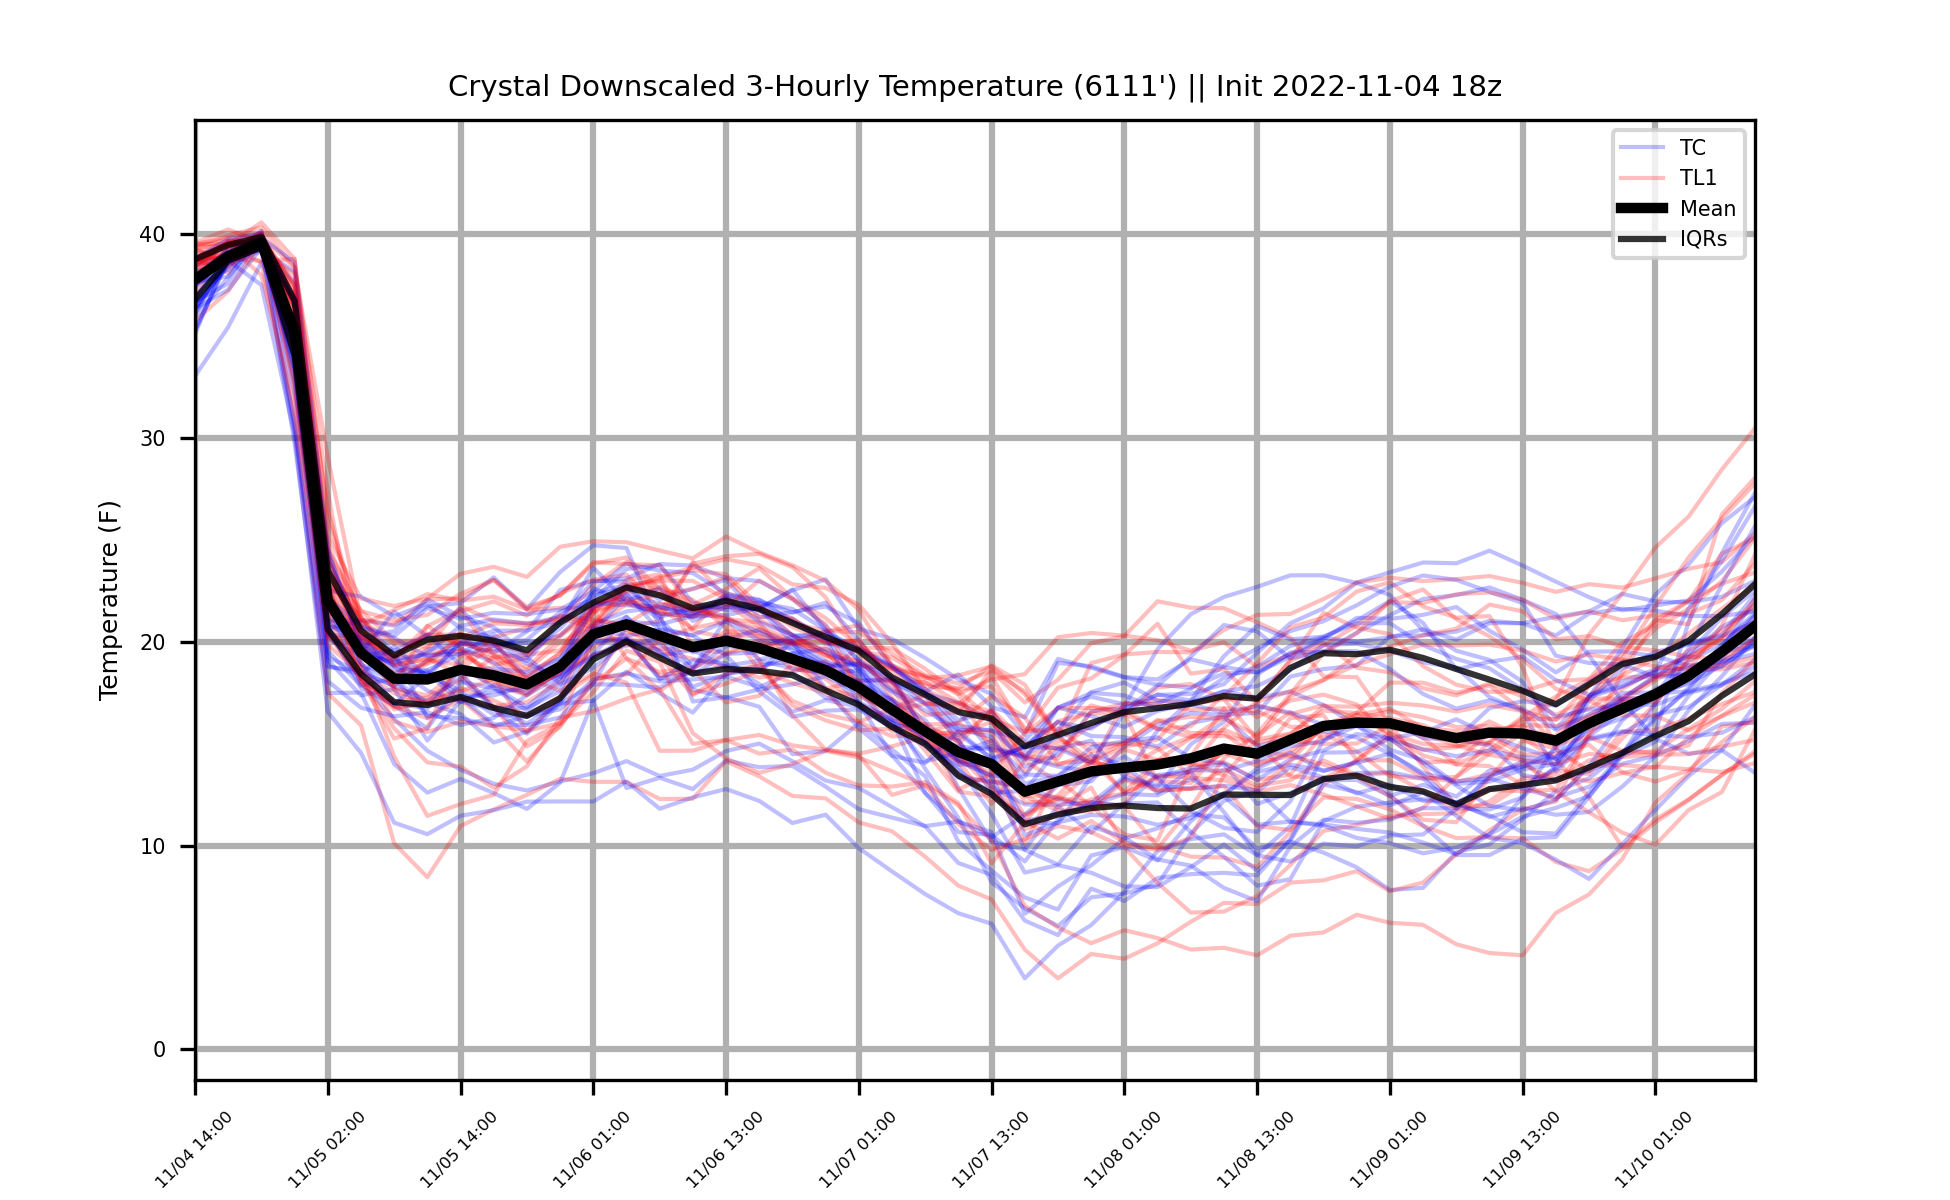 Crystal Downscaled 3-Hourly Temperature (6111') || Init 2022-11-04 18z
TC
TL1
Mean
IQRs
Temperature (F)
40
30
20
10
0
11/04 14:00
11/05 02:00
11/05 14:00
11/06 01:00
11/06 13:00
11/07 01:00
11/07 13:00
11/08 01:00
11/08 13:00
11/09 01:00
11/09 13:00
11/10 01:00